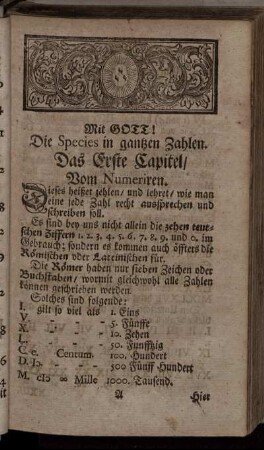 Mit GOTT!
Die Species in gantzen Zahlen.
Das Erste Capitel/
Vom Numeriren.
Dieses heißet zehlen/ und lehret/ wie man
eine jede Zahl recht aussprechen und
schreiben soll.
Es sind bey uns nicht allein die zehen teut-
schen Ziffern 1. 2. 3. 4. 5. 6. 7. 8. 9. und 0. im
Gebrauch; sondern es kommen auch öffters die
Römischen oder Lateinischen für.
Die Römer haben nur sieben Zeichen oder
Buchstaben/ wormit gleichwohl alle Zahlen
können geschrieben werden.
Solches sind folgende:
I. gilt so viel als 1. Eins
V. 5. Fünffe
X. 10. Zehen
L. 50. Funfftzig
C c. Centum 100. Hundert
D. Iↄ 500 Fünff Hundert
M. cIↄ Mille 1000. Tausend.
A Hier